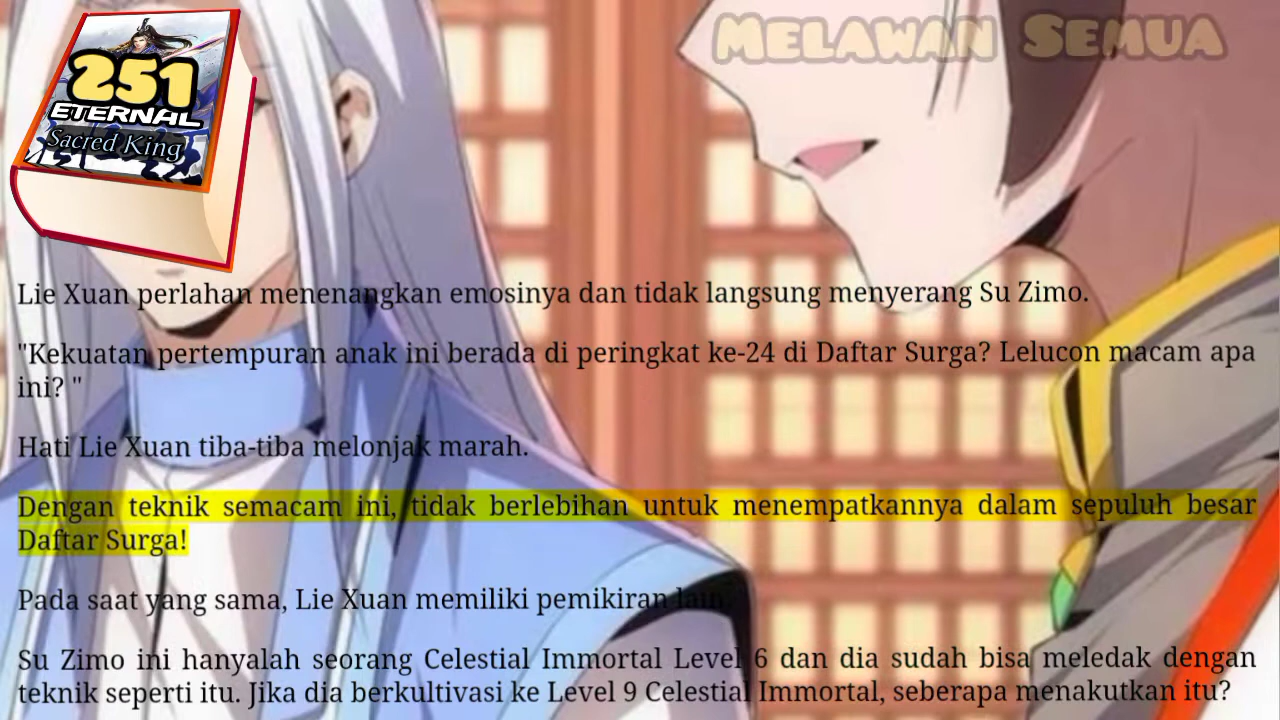 Melawan Semua
251
ETERNAL
Sacred King
Lie Xuan perlahan menenangkan emosinya dan tidak langsung menyerang Su Zimo.
"Kekuatan pertempuran anak ini berada di peringkat ke-24 di Daftar Surga? Lelucon macam apa
ini? "
Hati Lie Xuan tiba-tiba melonjak marah.
Dengan teknik semacam ini, tidak berlebihan untuk menempatkannya dalam sepuluh besar
Daftar Surga!
Pada saat yang sama, Lie Xuan memiliki pemikiran lain.
Su Zimo ini hanyalah seorang Celestial Immortal Level 6 dan dia sudah bisa meledak dengan
teknik seperti itu. Jika dia berkultivasi ke Level 9 Celestial Immortal, seberapa menakutkan itu?